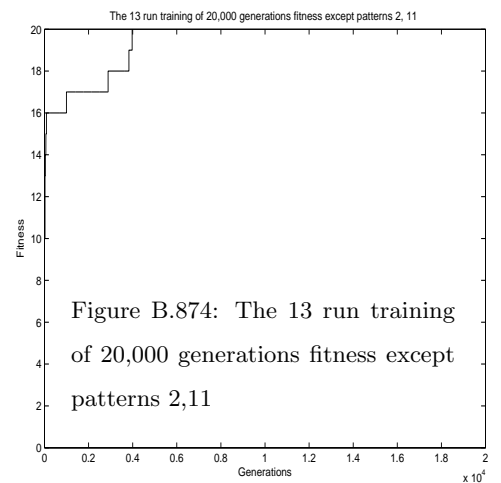 The 13 run training of 20,000 generations fitness except patterns 2, 11
20
18
16
14
12
10
8
6
4
2
0
Fitness
Figure B.874: The 13 run training
of 20,000 generations fitness except
patterns 2,11
0 0.2 0.4 0.6 0.8 1 1.2 1.4 1.6 1.8 2
Generations
x 10^4